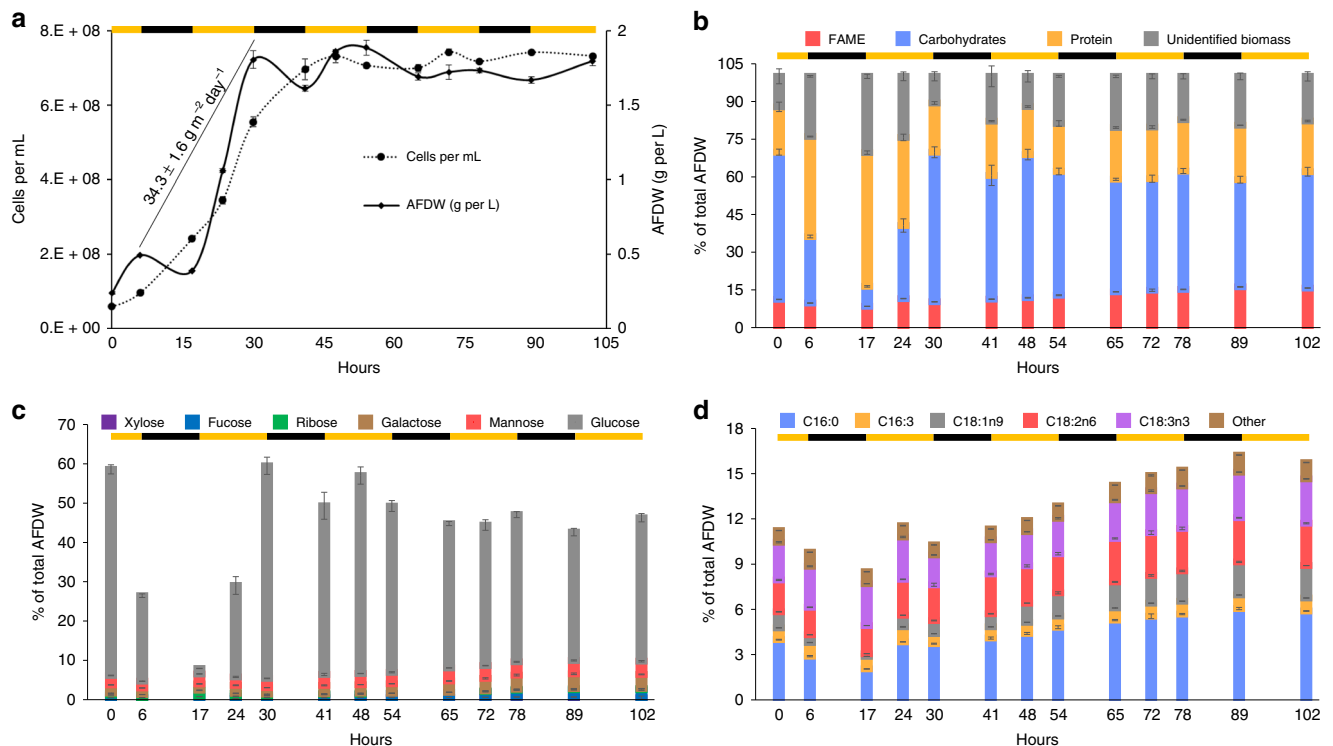 a
8.E + 08
6.E + 08
4.E + 08
2.E + 08
0.E + 00
Cells per mL
34.3 ± 1.6 g m⁻² day⁻¹
Cells per mL
AFDW (g per L)
2
1.5
1
0.5
0
AFDW (g per L)
0 15 30 45 60 75 90 105
Hours
b
FAME Carbohydrates Protein Unidentified biomass
105
90
75
60
45
30
15
0
% of total AFDW
0 6 17 24 30 41 48 54 65 72 78 89 102
Hours
c
Xylose Fucose Ribose Galactose Mannose Glucose
70
60
50
40
30
20
10
0
% of total AFDW
0 6 17 24 30 41 48 54 65 72 78 89 102
Hours
d
C16:0 C16:3 C18:1n9 C18:2n6 C18:3n3 Other
18
15
12
9
6
3
0
% of total AFDW
0 6 17 24 30 41 48 54 65 72 78 89 102
Hours